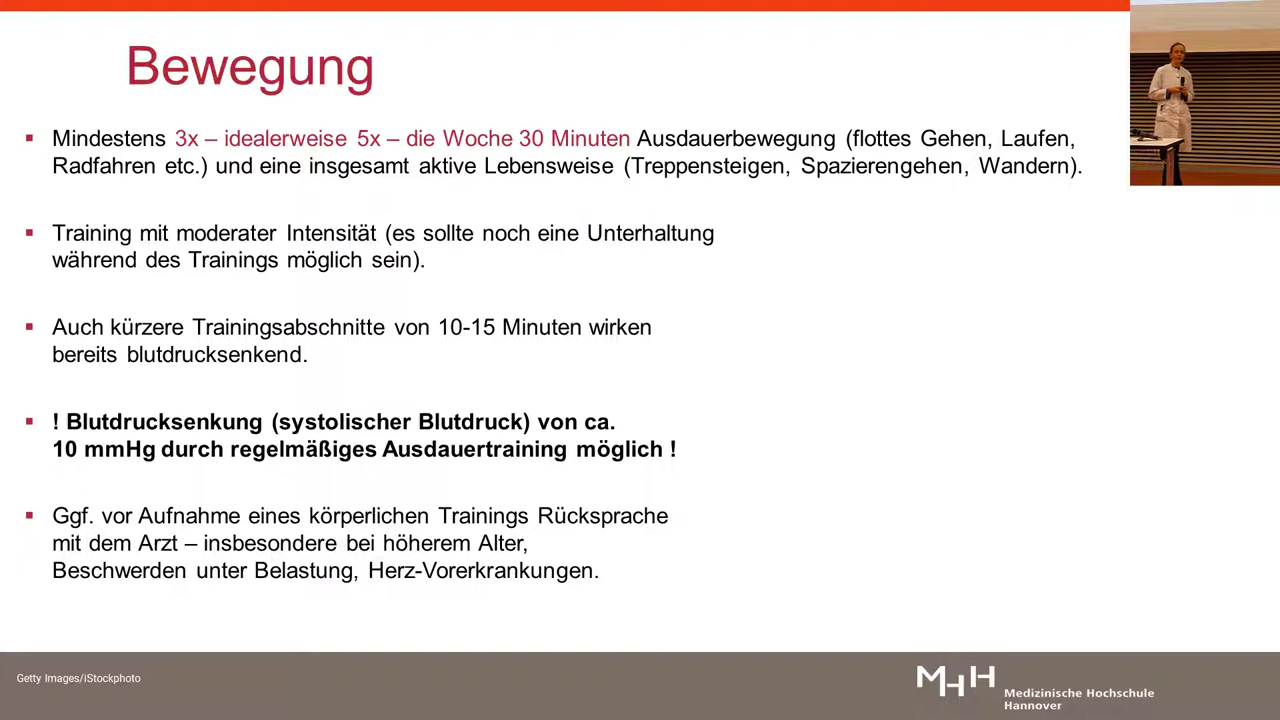 Bewegung
▪ Mindestens 3x – idealerweise 5x – die Woche 30 Minuten Ausdauerbewegung (flottes Gehen, Laufen,
Radfahren etc.) und eine insgesamt aktive Lebensweise (Treppensteigen, Spazierengehen, Wandern).
▪ Training mit moderater Intensität (es sollte noch eine Unterhaltung
während des Trainings möglich sein).
▪ Auch kürzere Trainingsabschnitte von 10-15 Minuten wirken
bereits blutdrucksenkend.
▪ ! Blutdrucksenkung (systolischer Blutdruck) von ca.
10 mmHg durch regelmäßiges Ausdauertraining möglich !
▪ Ggf. vor Aufnahme eines körperlichen Trainings Rücksprache
mit dem Arzt – insbesondere bei höherem Alter,
Beschwerden unter Belastung, Herz-Vorerkrankungen.
Getty Images/iStockphoto
MHH
Medizinische Hochschule
Hannover